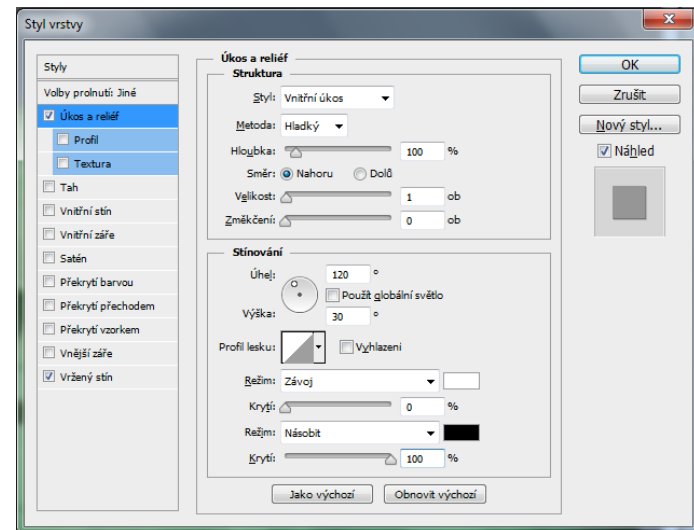 Styl vrstvy
Styly
Volby prolnutí: Jiné
Úkos a reliéf
Profil
Textura
Tah
Vnitřní stín
Vnitřní záře
Satén
Překrytí barvou
Překrytí přechodem
Překrytí vzorkem
Vnější záře
Vržený stín
Úkos a reliéf
Struktura
Styl: Vnitřní úkos
Metoda: Hladký
Hloubka: 100 %
Směr: Nahoru Dolů
Velikost: 1 ob
Změkčení: 0 ob
Stínování
Úhel: 120 °
Použít globální světlo
Výška: 30 °
Profil lesku: Vyhlazeni
Režim: Závoj
Krytí: 0 %
Režim: Násobit
Krytí: 100 %
Jako výchozí Obnovit výchozí
OK
Zrušit
Nový styl...
Náhled